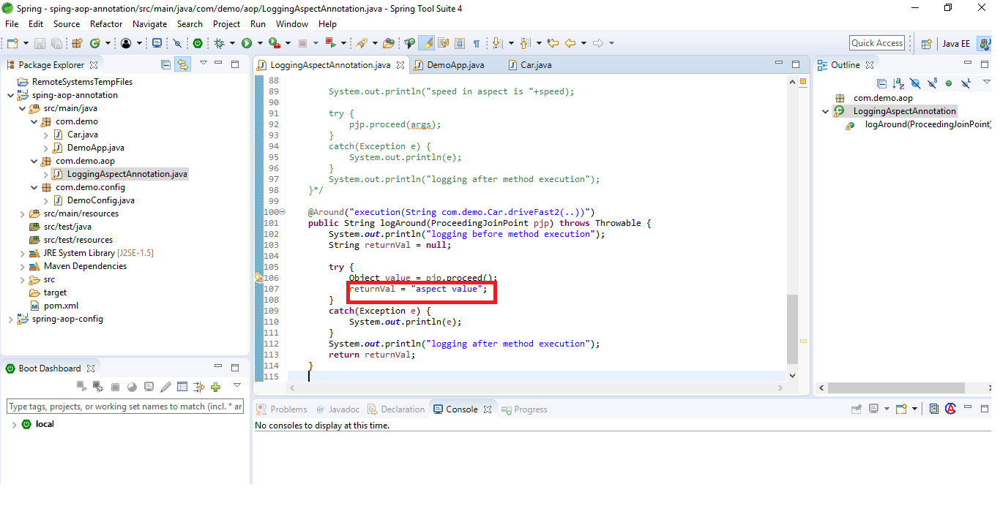 Spring - sping-aop-annotation/src/main/java/com/demo/aop/LoggingAspectAnnotation.java - Spring Tool Suite 4
File Edit Source Refactor Navigate Search Project Run Window Help
Quick Access
Java EE
Package Explorer
RemoteSystemsTempFiles
sping-aop-annotation
src/main/java
com.demo
Car.java
DemoApp.java
com.demo.aop
LoggingAspectAnnotation.java
com.demo.config
DemoConfig.java
src/main/resources
src/test/java
src/test/resources
JRE System Library [J2SE-1.5]
Maven Dependencies
src
target
pom.xml
spring-aop-config
Boot Dashboard
Type tags, projects, or working set names to match (incl. * ar
local
LoggingAspectAnnotation.java DemoApp.java Car.java
88
89 System.out.println("speed in aspect is "+speed);
90
91 try {
92 pjp.proceed(args);
93 }
94 catch(Exception e) {
95 System.out.println(e);
96 }
97 System.out.println("logging after method execution");
98 }*/
99
100 @Around("execution(String com.demo.Car.driveFast2(..))")
101 public String logAround(ProceedingJoinPoint pjp) throws Throwable {
102 System.out.println("logging before method execution");
103 String returnVal = null;
104
105 try {
106 Object value = pjp.proceed();
107 returnVal = "aspect value";
108 }
109 catch(Exception e) {
110 System.out.println(e);
111 }
112 System.out.println("logging after method execution");
113 return returnVal;
114 }
115
Outline
com.demo.aop
LoggingAspectAnnotation
logAround(ProceedingJoinPoint)
Problems @ Javadoc Declaration Console Progress
No consoles to display at this time.